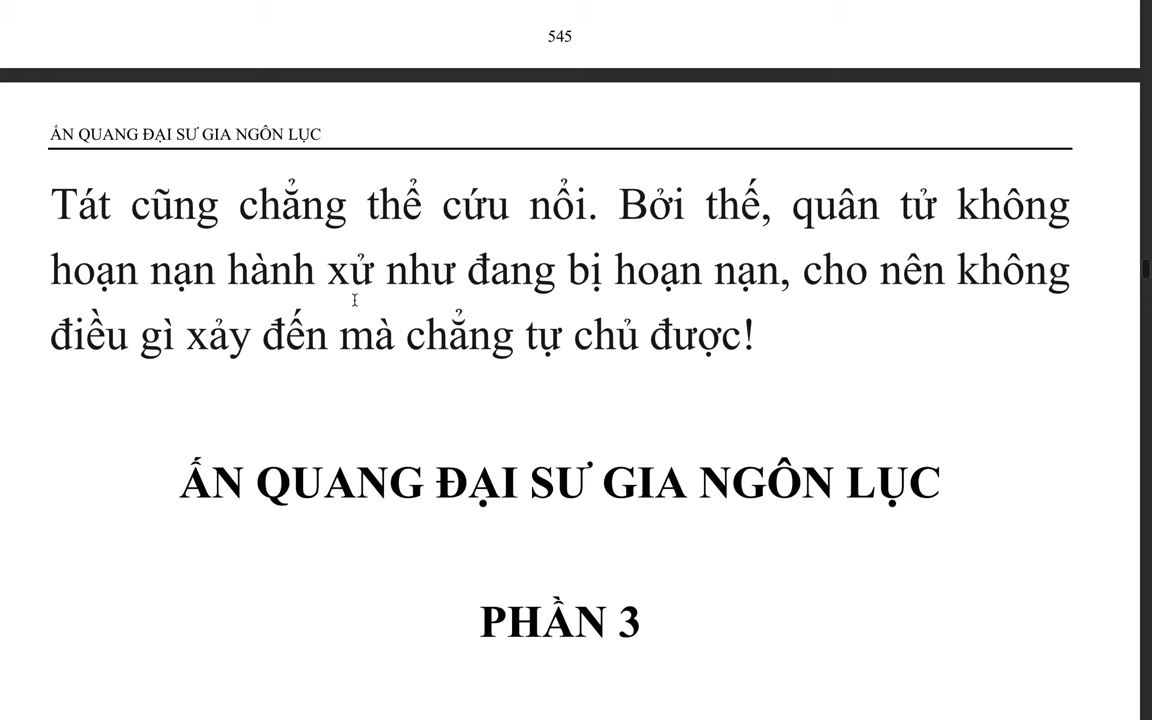 545
ẤN QUANG ĐẠI SƯ GIA NGÔN LỤC
Tát cũng chẳng thể cứu nổi. Bởi thế, quân tử không
hoạn nạn hành xử như đang bị hoạn nạn, cho nên không
điều gì xảy đến mà chẳng tự chủ được!
ẤN QUANG ĐẠI SƯ GIA NGÔN LỤC
PHẦN 3